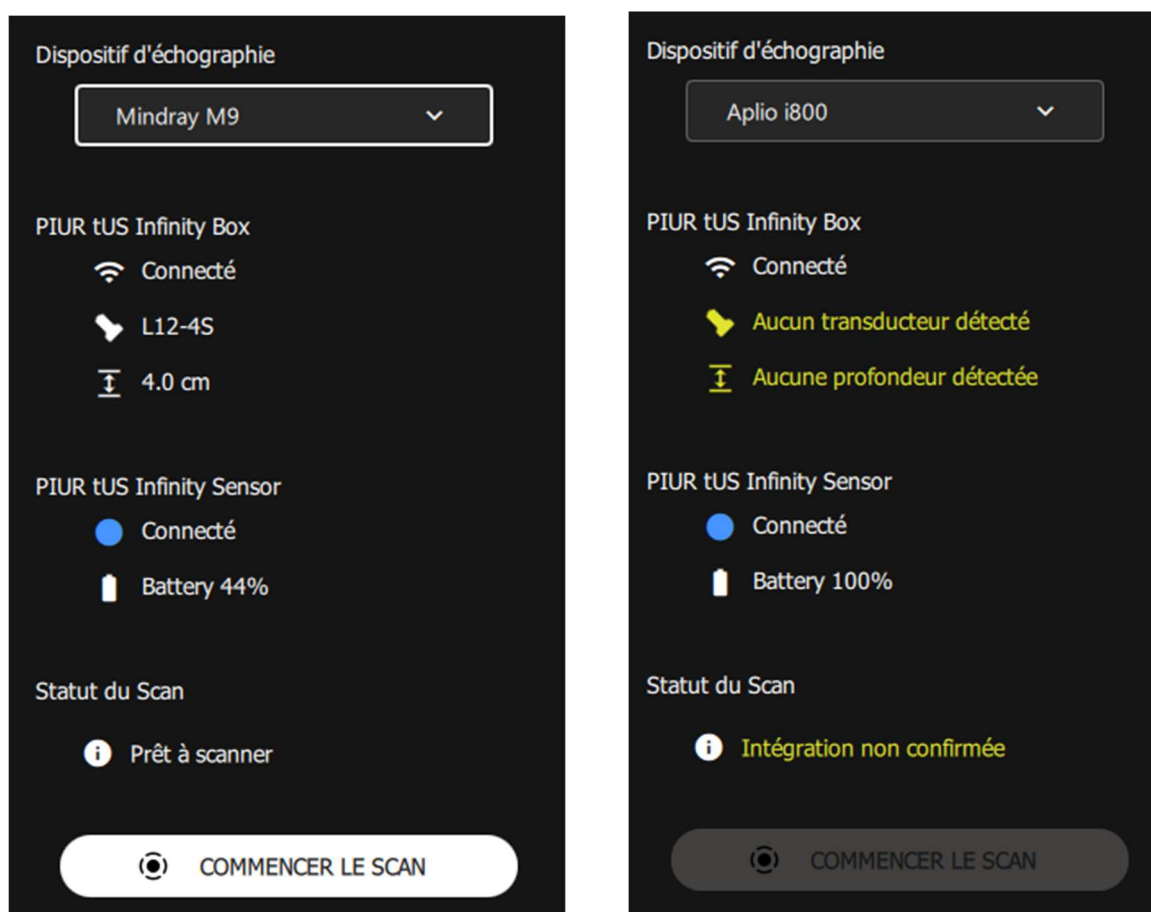 Dispositif d'échographie
Mindray M9
PIUR tUS Infinity Box
Connecté
L12-4S
4.0 cm
PIUR tUS Infinity Sensor
Connecté
Battery 44%
Statut du Scan
Prêt à scanner
COMMENCER LE SCAN
Dispositif d'échographie
Aplio i800
PIUR tUS Infinity Box
Connecté
Aucun transducteur détecté
Aucune profondeur détectée
PIUR tUS Infinity Sensor
Connecté
Battery 100%
Statut du Scan
Intégration non confirmée
COMMENCER LE SCAN